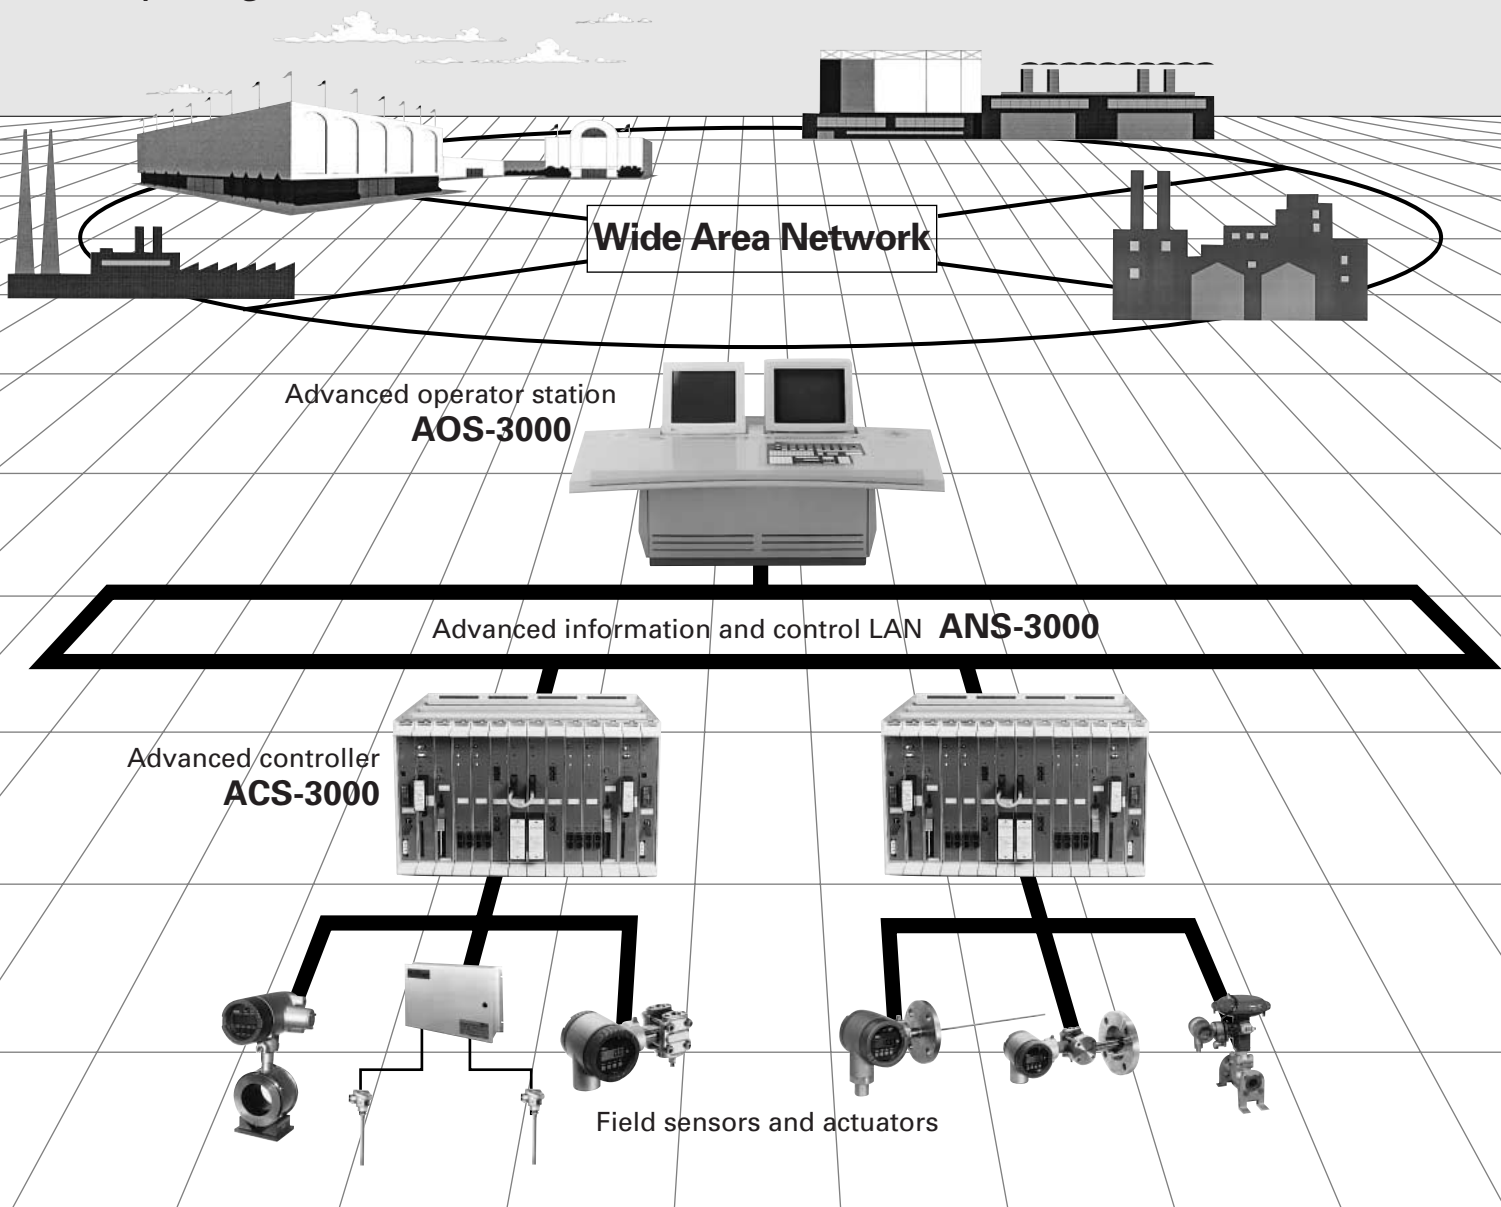 Wide Area Network
Advanced operator station
AOS-3000
Advanced information and control LAN ANS-3000
Advanced controller
ACS-3000
Field sensors and actuators